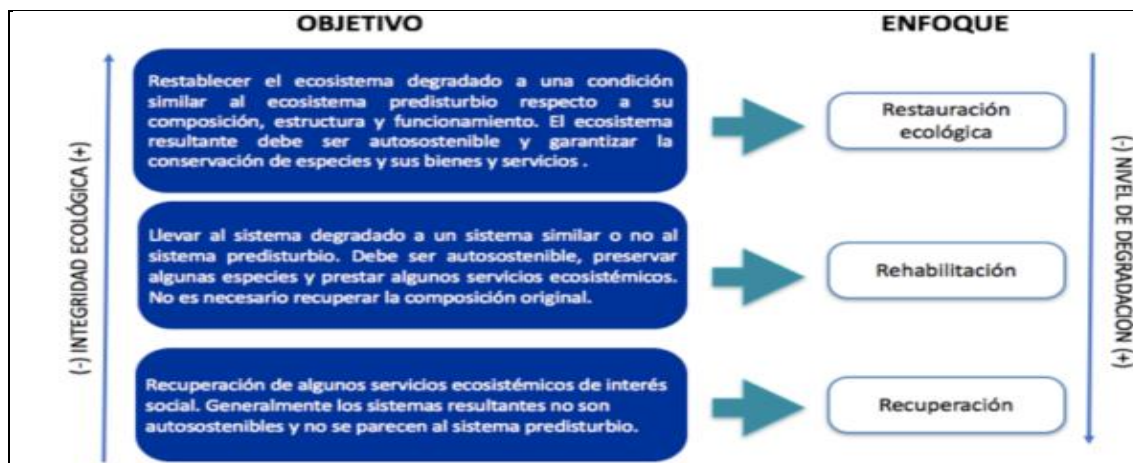 OBJETIVO
ENFOQUE
(-) INTEGRIDAD ECOLÓGICA (+)
Restablecer el ecosistema degradado a una condición
similar al ecosistema predisturbio respecto a su
composición, estructura y funcionamiento. El ecosistema
resultante debe ser autosostenible y garantizar la
conservación de especies y sus bienes y servicios .
Restauración
ecológica
Llevar al sistema degradado a un sistema similar o no al
sistema predisturbio. Debe ser autosostenible, preservar
algunas especies y prestar algunos servicios ecosistémicos.
No es necesario recuperar la composición original.
Rehabilitación
Recuperación de algunos servicios ecosistémicos de interés
social. Generalmente los sistemas resultantes no son
autosostenibles y no se parecen al sistema predisturbio.
Recuperación
(-) NIVEL DE DEGRADACION (+)